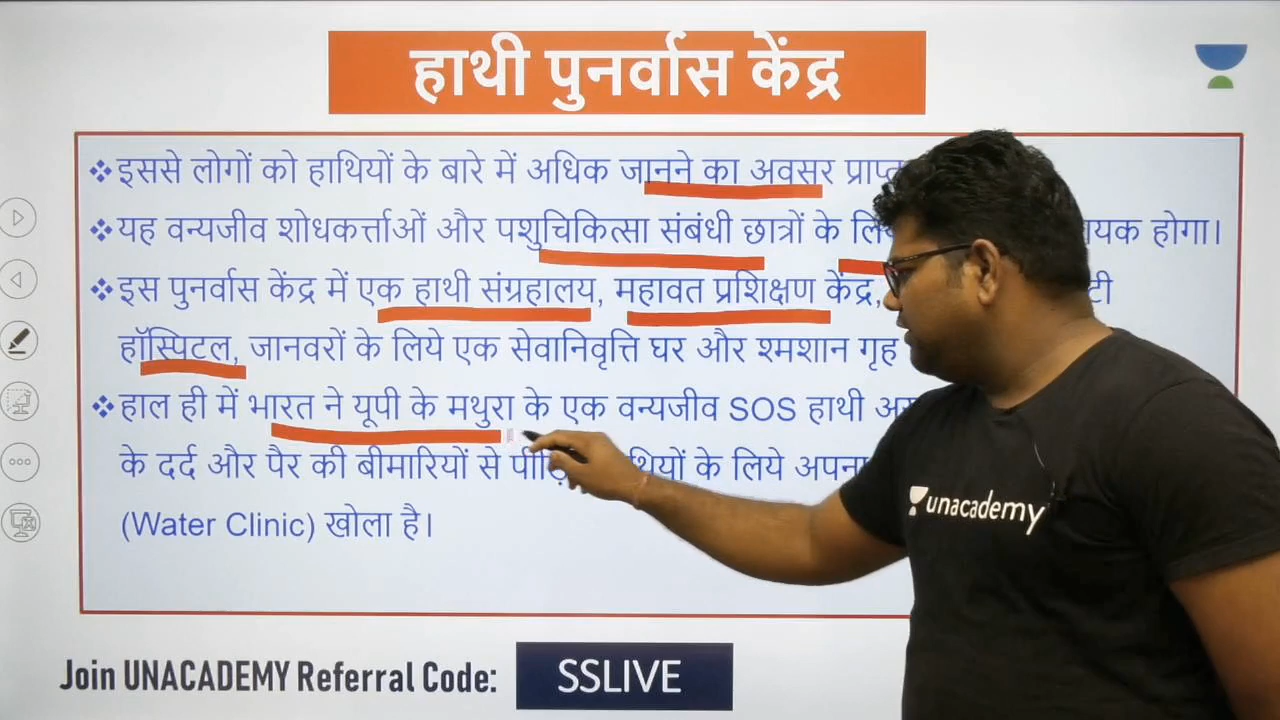 हाथी पुनर्वास केंद्र
❖इससे लोगों को हाथियों के बारे में अधिक जानने का अवसर
❖यह वन्यजीव शोधकर्त्ताओं और पशुचिकित्सा संबंधी छात्रों के होगा।
❖इस पुनर्वास केंद्र में एक हाथी संग्रहालय, महावत प्रशिक्षण केंद्र,
हॉस्पिटल, जानवरों के लिये एक सेवानिवृत्ति घर और श्मशान गृह
❖हाल ही में भारत ने यूपी के मथुरा के एक वन्यजीव SOS हाथी
के दर्द और पैर की बीमारियों से के लिये
(Water Clinic) खोला है।
unacademy
Join UNACADEMY Referral Code: SSLIVE